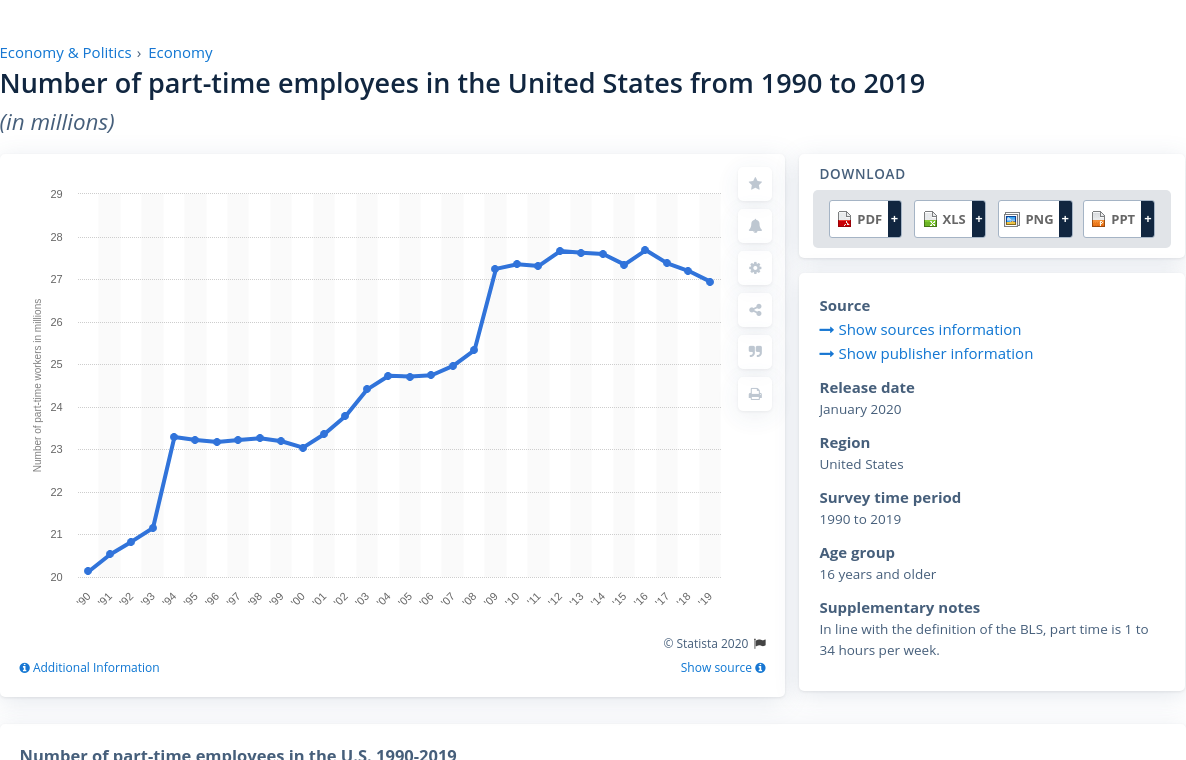 Economy & Politics › Economy
Number of part-time employees in the United States from 1990 to 2019
(in millions)
29
28
27
26
25
24
23
22
21
20
Number of part-time workers in millions
'90 '91 '92 '93 '94 '95 '96 '97 '98 '99 '00 '01 '02 '03 '04 '05 '06 '07 '08 '09 '10 '11 '12 '13 '14 '15 '16 '17 '18 '19
© Statista 2020
Additional Information
Show source
DOWNLOAD
PDF + XLS + PNG + PPT +
Source
Show sources information
Show publisher information
Release date
January 2020
Region
United States
Survey time period
1990 to 2019
Age group
16 years and older
Supplementary notes
In line with the definition of the BLS, part time is 1 to
34 hours per week.
Number of part-time employees in the U.S. 1990-2019